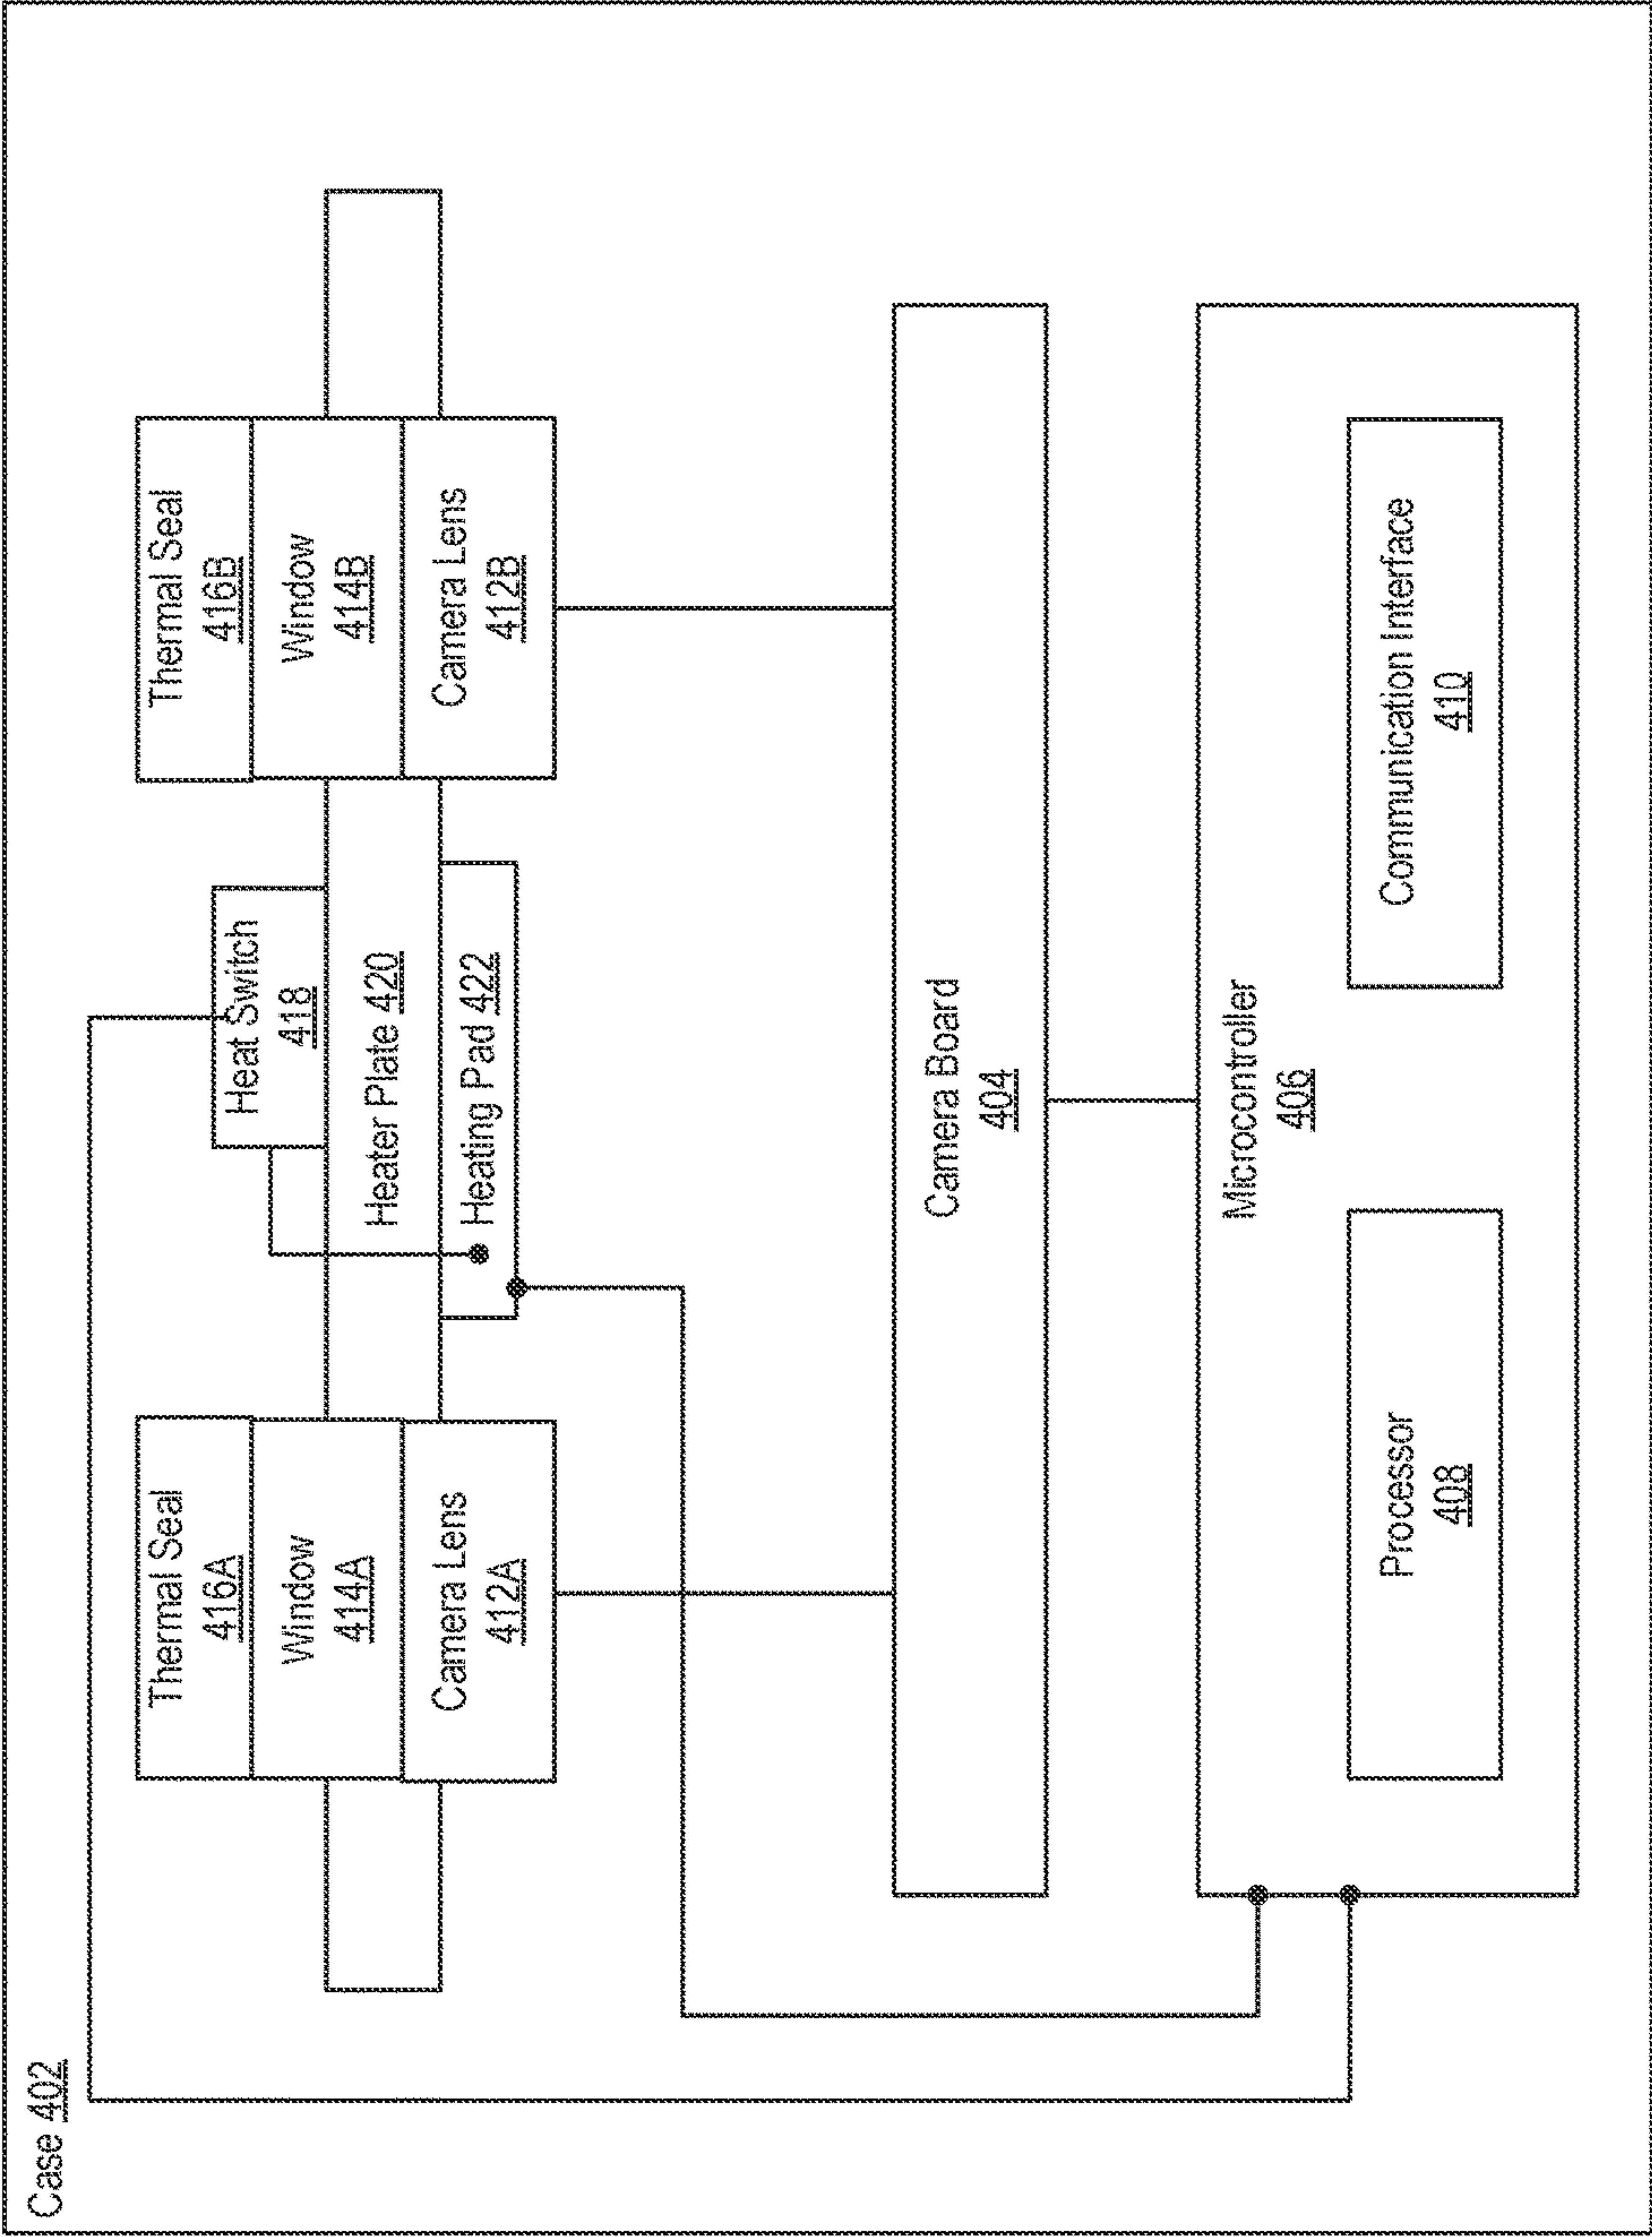 Case 402
Thermal Seal
416A
Window
414A
Camera Lens
412A
Heat Switch
418
Heater Plate 420
Heating Pad 422
Thermal Seal
416B
Window
414B
Camera Lens
412B
Camera Board
404
Microcontroller
406
Processor
408
Communication Interface
410